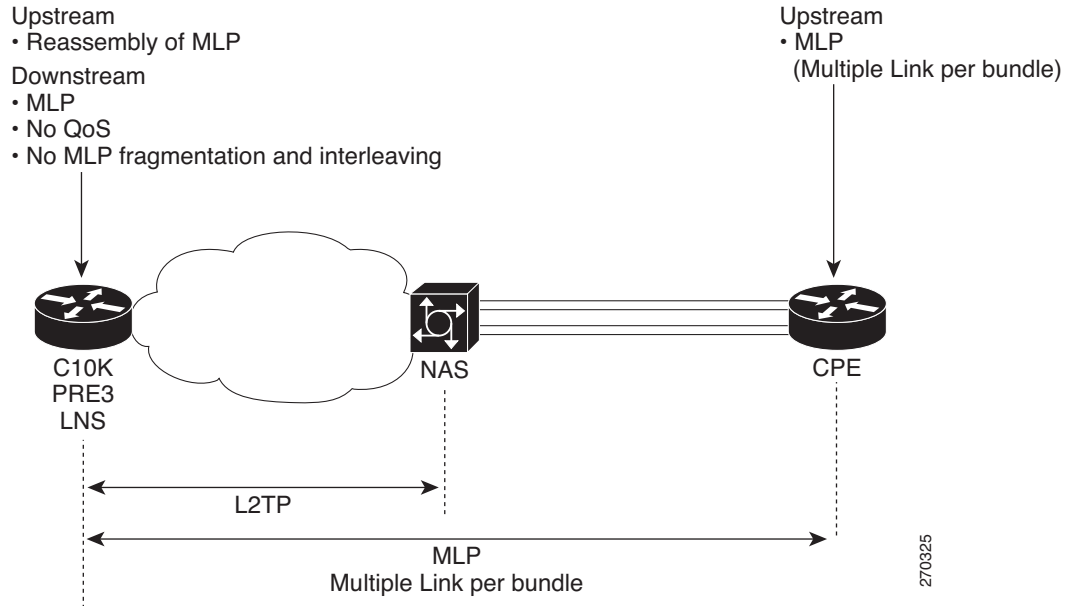 Upstream
• Reassembly of MLP
Downstream
• MLP
• No QoS
• No MLP fragmentation and interleaving
Upstream
• MLP
(Multiple Link per bundle)
C10K
PRE3
LNS
NAS
CPE
L2TP
MLP
Multiple Link per bundle
270325